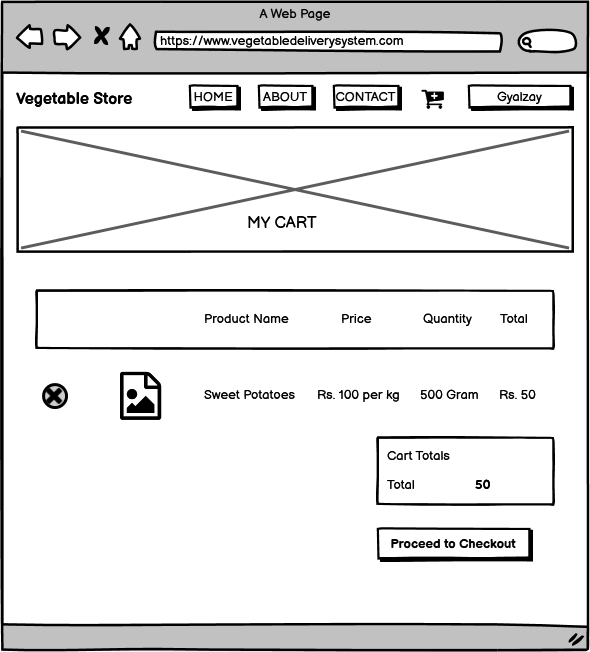 A Web Page
https://www.vegetabledeliverysystem.com
Vegetable Store HOME ABOUT CONTACT Gyalzay
MY CART
Product Name Price Quantity Total
Sweet Potatoes Rs. 100 per kg 500 Gram Rs. 50
Cart Totals
Total 50
Proceed to Checkout